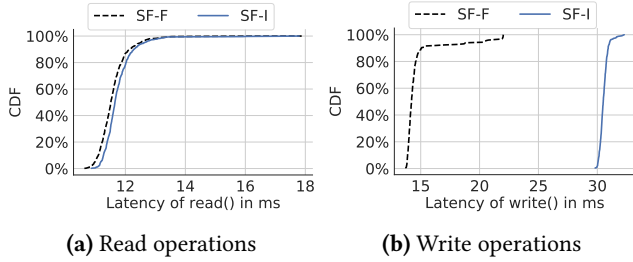 SF-F SF-I
100%
80%
60%
40%
20%
0%
CDF
12 14 16 18
Latency of read() in ms
(a) Read operations
SF-F SF-I
100%
80%
60%
40%
20%
0%
CDF
15 20 25 30
Latency of write() in ms
(b) Write operations